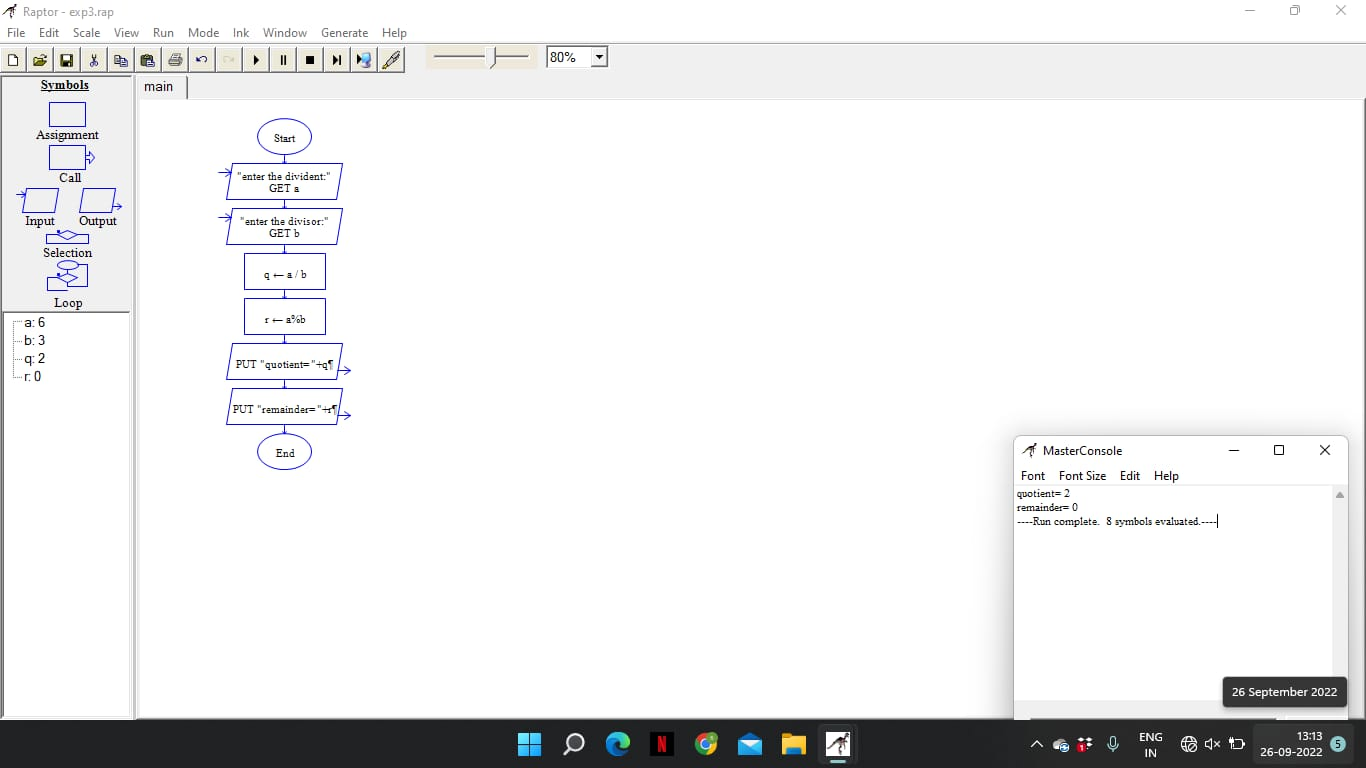 Raptor - exp3.rap
File Edit Scale View Run Mode Ink Window Generate Help
80%
Symbols
main
Assignment
Call
Input Output
Selection
Loop
a: 6
b: 3
q: 2
r: 0
Start
"enter the divident:"
GET a
"enter the divisor:"
GET b
q ← a / b
r ← a%b
PUT "quotient= "+q¶
PUT "remainder= "+r¶
End
MasterConsole
Font Font Size Edit Help
quotient= 2
remainder= 0
----Run complete.  8 symbols evaluated.----
26 September 2022
N
1
ENG
IN
13:13
26-09-2022
5